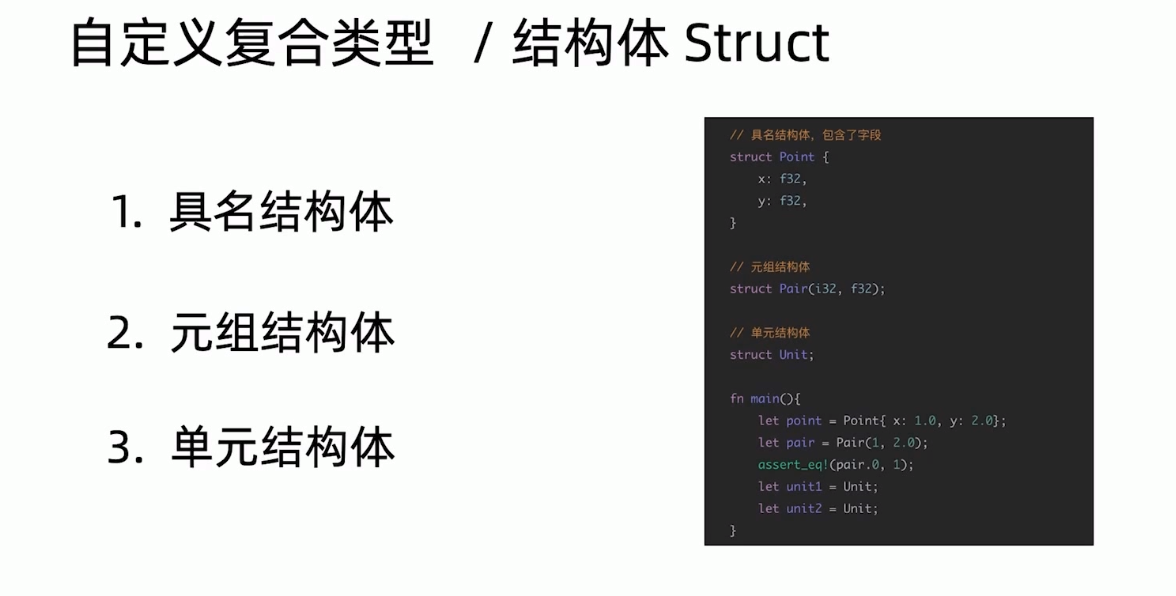 自定义复合类型 / 结构体 Struct
1. 具名结构体
2. 元组结构体
3. 单元结构体
// 具名结构体，包含了字段
struct Point {
    x: f32,
    y: f32,
}
// 元组结构体
struct Pair(i32, f32);
// 单元结构体
struct Unit;
fn main(){
    let point = Point{ x: 1.0, y: 2.0};
    let pair = Pair(1, 2.0);
    assert_eq!(pair.0, 1);
    let unit1 = Unit;
    let unit2 = Unit;
}